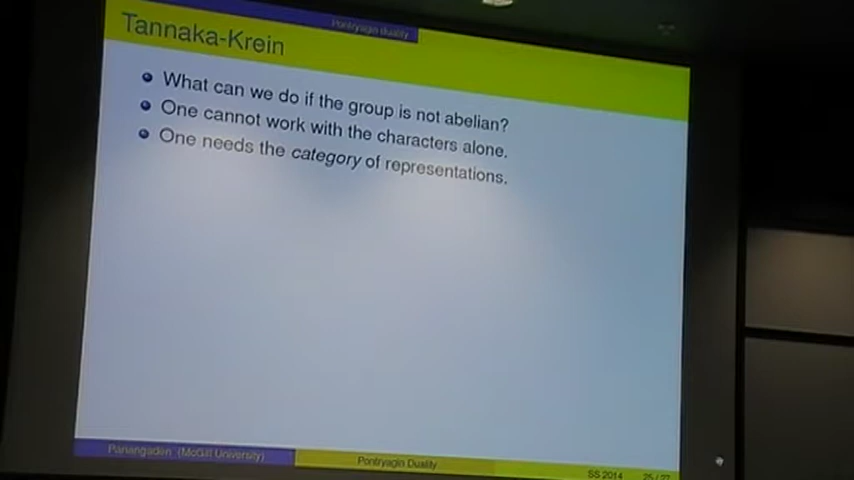 Pontryagin duality
Tannaka-Krein
What can we do if the group is not abelian?
One cannot work with the characters alone.
One needs the category of representations.
Panangaden (McGill University)
Pontryagin Duality
SS 2014
25 / 27